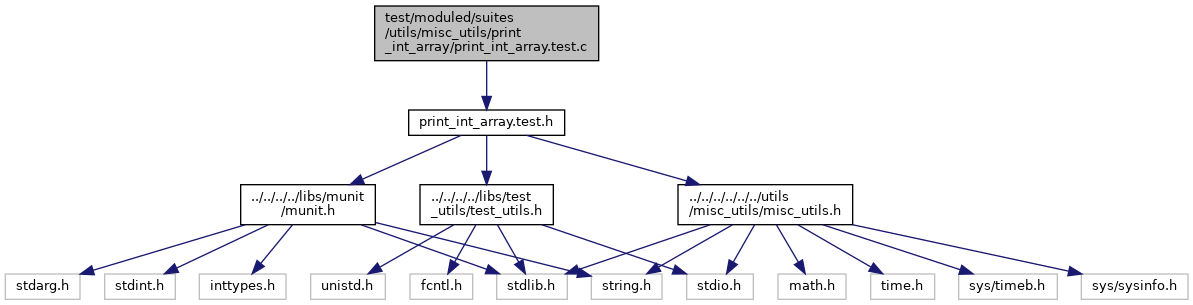 test/moduled/suites
/utils/misc_utils/print
_int_array/print_int_array.test.c
print_int_array.test.h
../../../../libs/munit
/munit.h
../../../../libs/test
_utils/test_utils.h
../../../../../../utils
/misc_utils/misc_utils.h
stdarg.h
stdint.h
inttypes.h
unistd.h
fcntl.h
stdlib.h
string.h
stdio.h
math.h
time.h
sys/timeb.h
sys/sysinfo.h